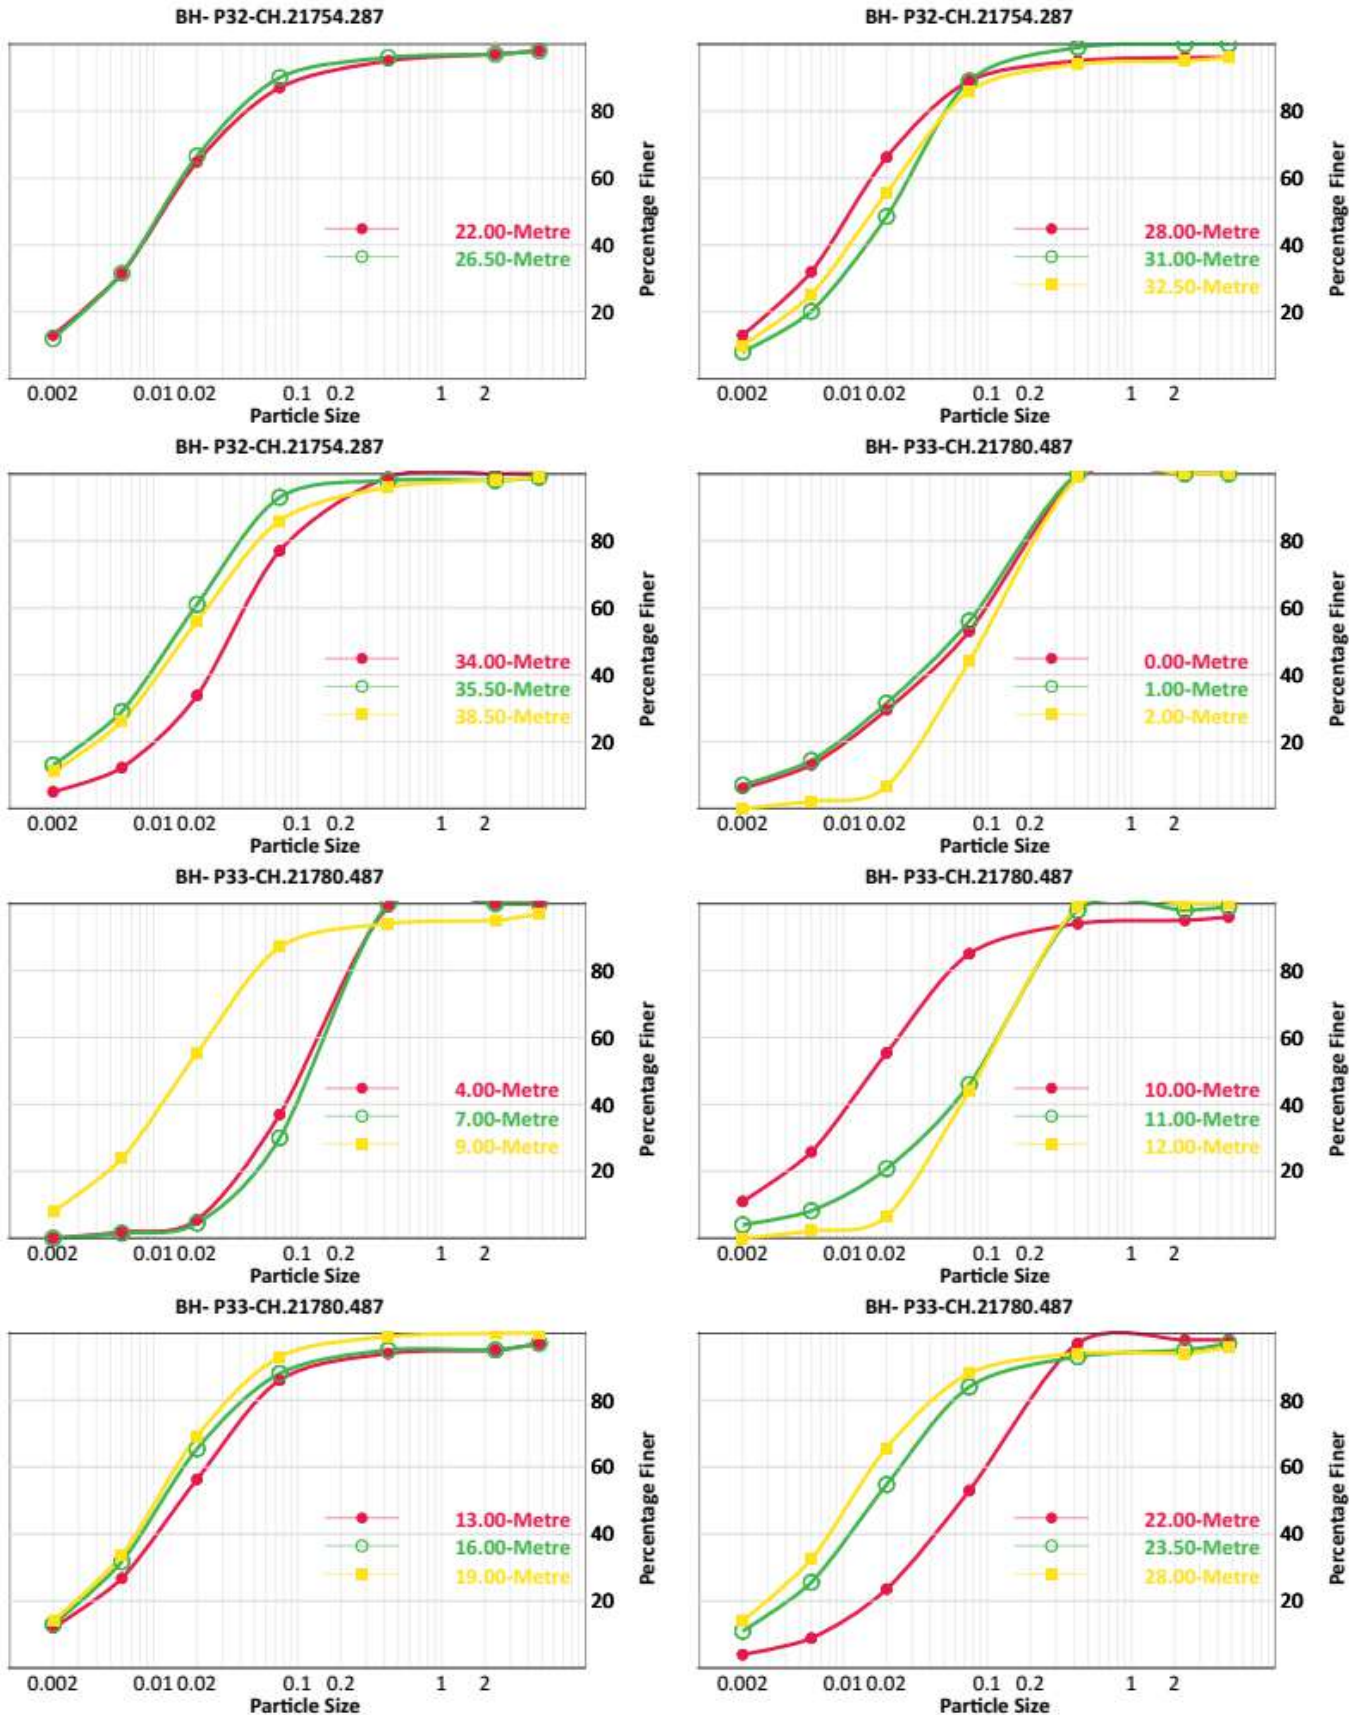 BH- P32-CH.21754.287
80
60
40
20
Percentage Finer
22.00-Metre
26.50-Metre
0.002 0.01 0.02 0.1 0.2 1 2
Particle Size
BH- P32-CH.21754.287
80
60
40
20
Percentage Finer
28.00-Metre
31.00-Metre
32.50-Metre
0.002 0.01 0.02 0.1 0.2 1 2
Particle Size
BH- P32-CH.21754.287
80
60
40
20
Percentage Finer
34.00-Metre
35.50-Metre
38.50-Metre
0.002 0.01 0.02 0.1 0.2 1 2
Particle Size
BH- P33-CH.21780.487
80
60
40
20
Percentage Finer
0.00-Metre
1.00-Metre
2.00-Metre
0.002 0.01 0.02 0.1 0.2 1 2
Particle Size
BH- P33-CH.21780.487
80
60
40
20
Percentage Finer
4.00-Metre
7.00-Metre
9.00-Metre
0.002 0.01 0.02 0.1 0.2 1 2
Particle Size
BH- P33-CH.21780.487
80
60
40
20
Percentage Finer
10.00-Metre
11.00-Metre
12.00-Metre
0.002 0.01 0.02 0.1 0.2 1 2
Particle Size
BH- P33-CH.21780.487
80
60
40
20
Percentage Finer
13.00-Metre
16.00-Metre
19.00-Metre
0.002 0.01 0.02 0.1 0.2 1 2
Particle Size
BH- P33-CH.21780.487
80
60
40
20
Percentage Finer
22.00-Metre
23.50-Metre
28.00-Metre
0.002 0.01 0.02 0.1 0.2 1 2
Particle Size